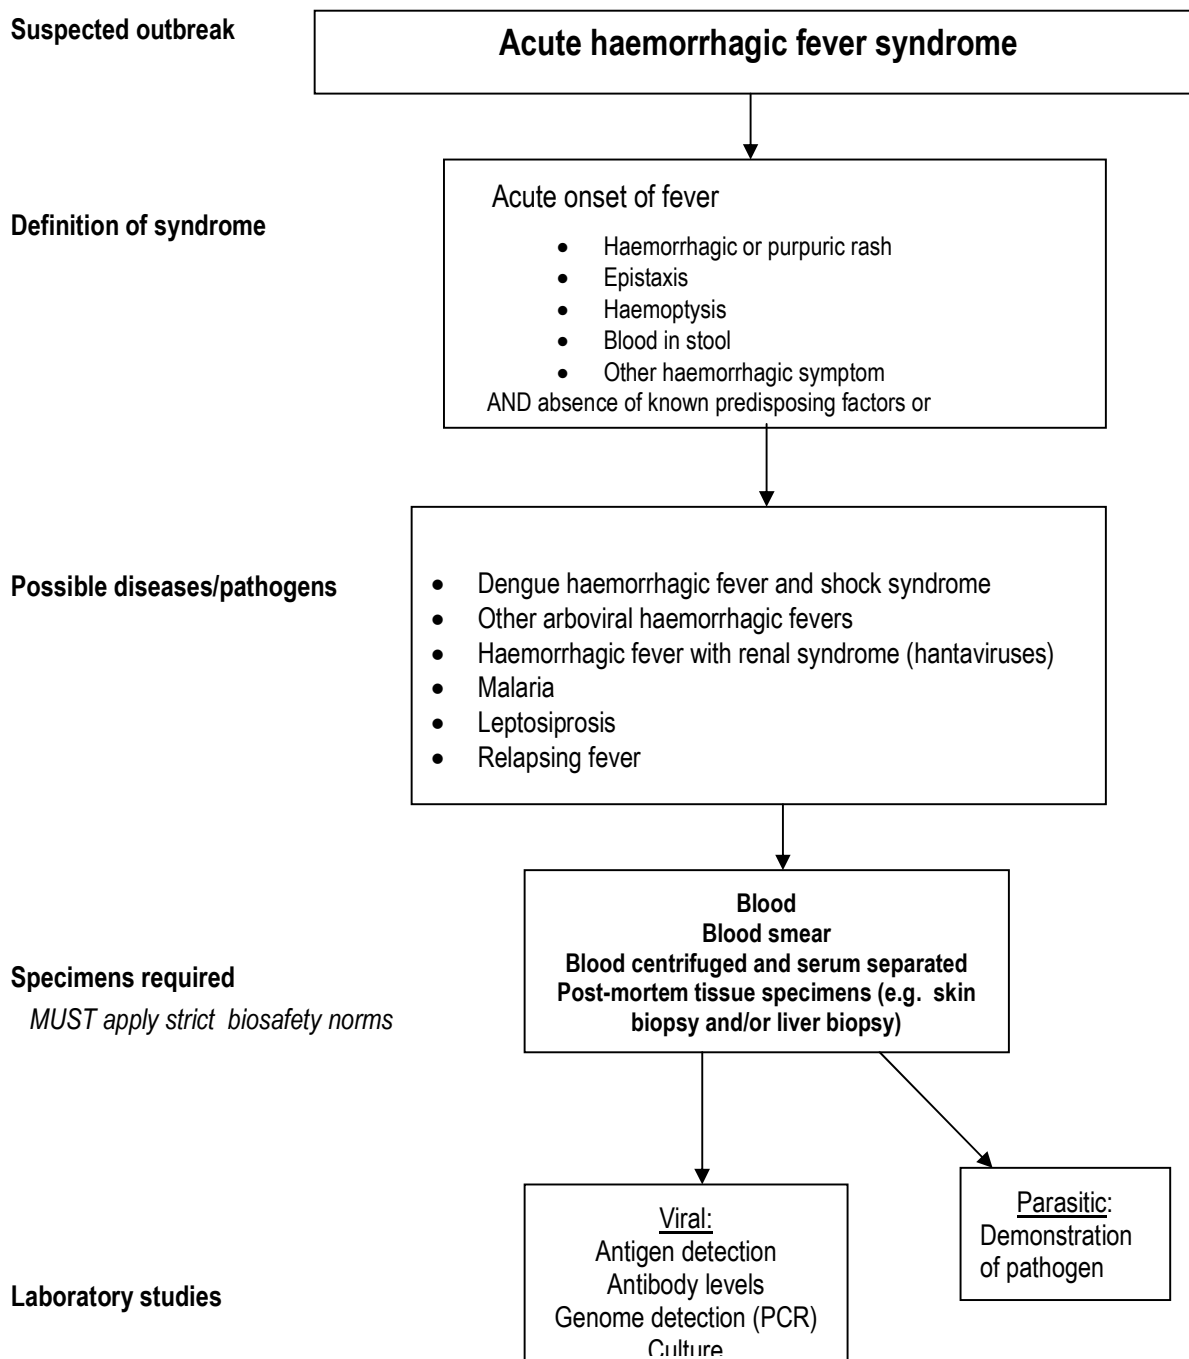 Suspected outbreak
Acute haemorrhagic fever syndrome
Definition of syndrome
Acute onset of fever
• Haemorrhagic or purpuric rash
• Epistaxis
• Haemoptysis
• Blood in stool
• Other haemorrhagic symptom
AND absence of known predisposing factors or
Possible diseases/pathogens
• Dengue haemorrhagic fever and shock syndrome
• Other arboviral haemorrhagic fevers
• Haemorrhagic fever with renal syndrome (hantaviruses)
• Malaria
• Leptosiprosis
• Relapsing fever
Specimens required
MUST apply strict biosafety norms
Blood
Blood smear
Blood centrifuged and serum separated
Post-mortem tissue specimens (e.g. skin
biopsy and/or liver biopsy)
Laboratory studies
Viral:
Antigen detection
Antibody levels
Genome detection (PCR)
Culture
Parasitic:
Demonstration
of pathogen